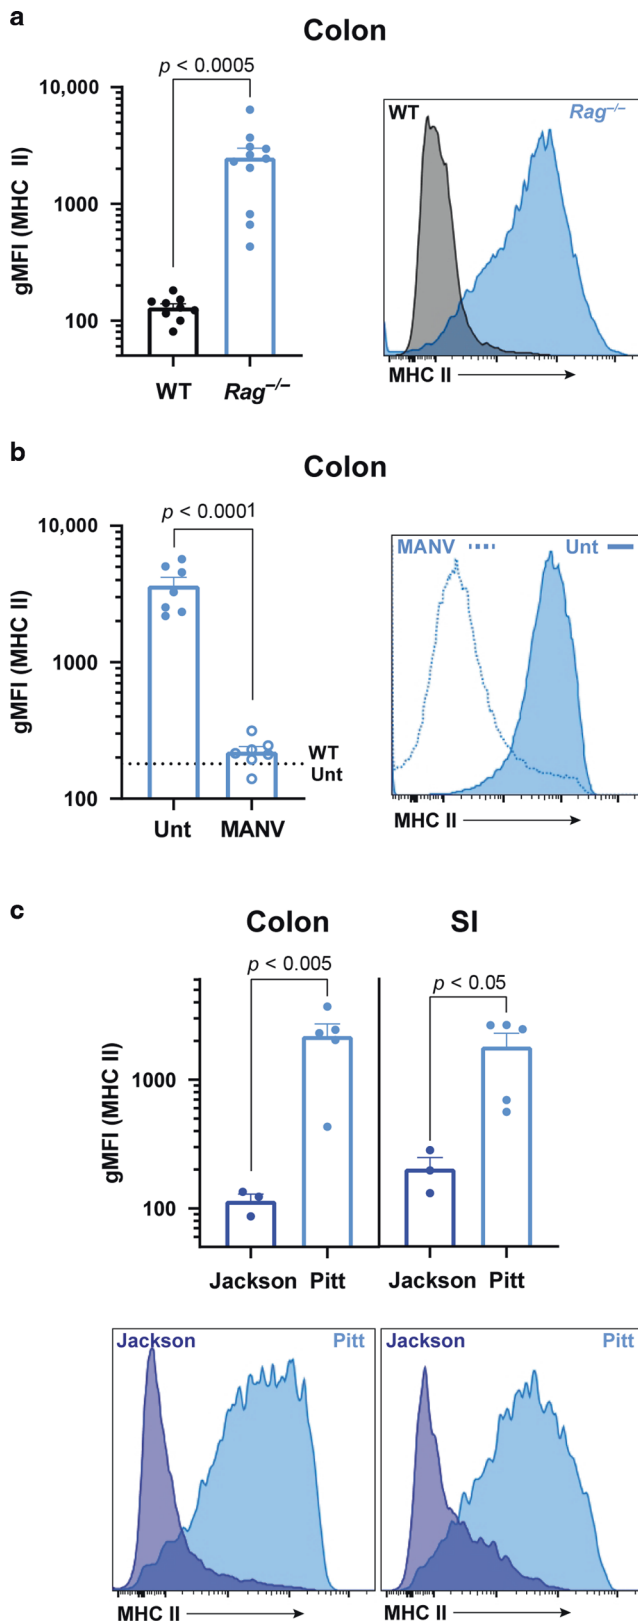 a
Colon
p < 0.0005
10,000
1000
100
gMFI (MHC II)
WT
Rag–/–
WT
Rag–/–
MHC II
b
Colon
p < 0.0001
10,000
1000
100
gMFI (MHC II)
WT
Unt
Unt
MANV
MANV
Unt
MHC II
c
Colon
SI
p < 0.005
p < 0.05
1000
100
gMFI (MHC II)
Jackson
Pitt
Jackson
Pitt
Jackson
Pitt
Jackson
Pitt
MHC II
MHC II